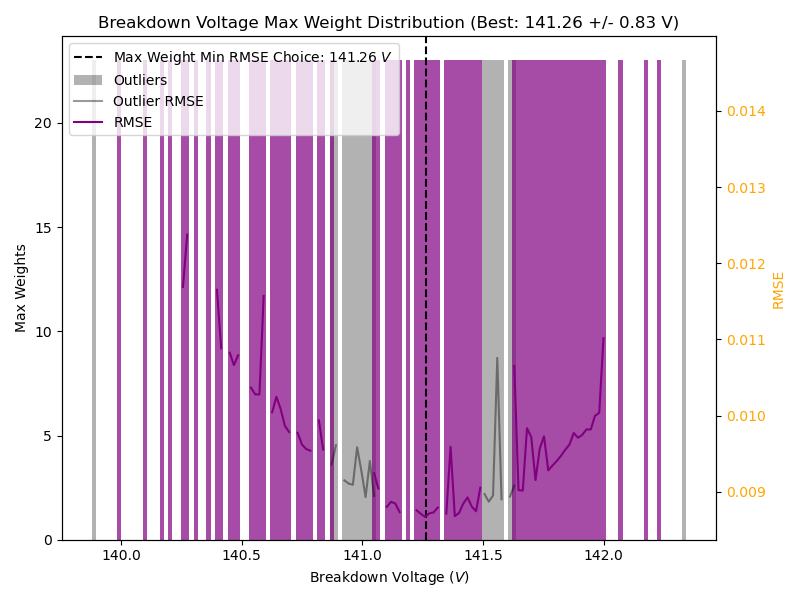 Breakdown Voltage Max Weight Distribution (Best: 141.26 +/- 0.83 V)
Max Weight Min RMSE Choice: 141.26 V
Outliers
Outlier RMSE
RMSE
20
15
10
5
0
Max Weights
0.014
0.013
0.012
0.011
0.010
0.009
RMSE
140.0 140.5 141.0 141.5 142.0
Breakdown Voltage (V)